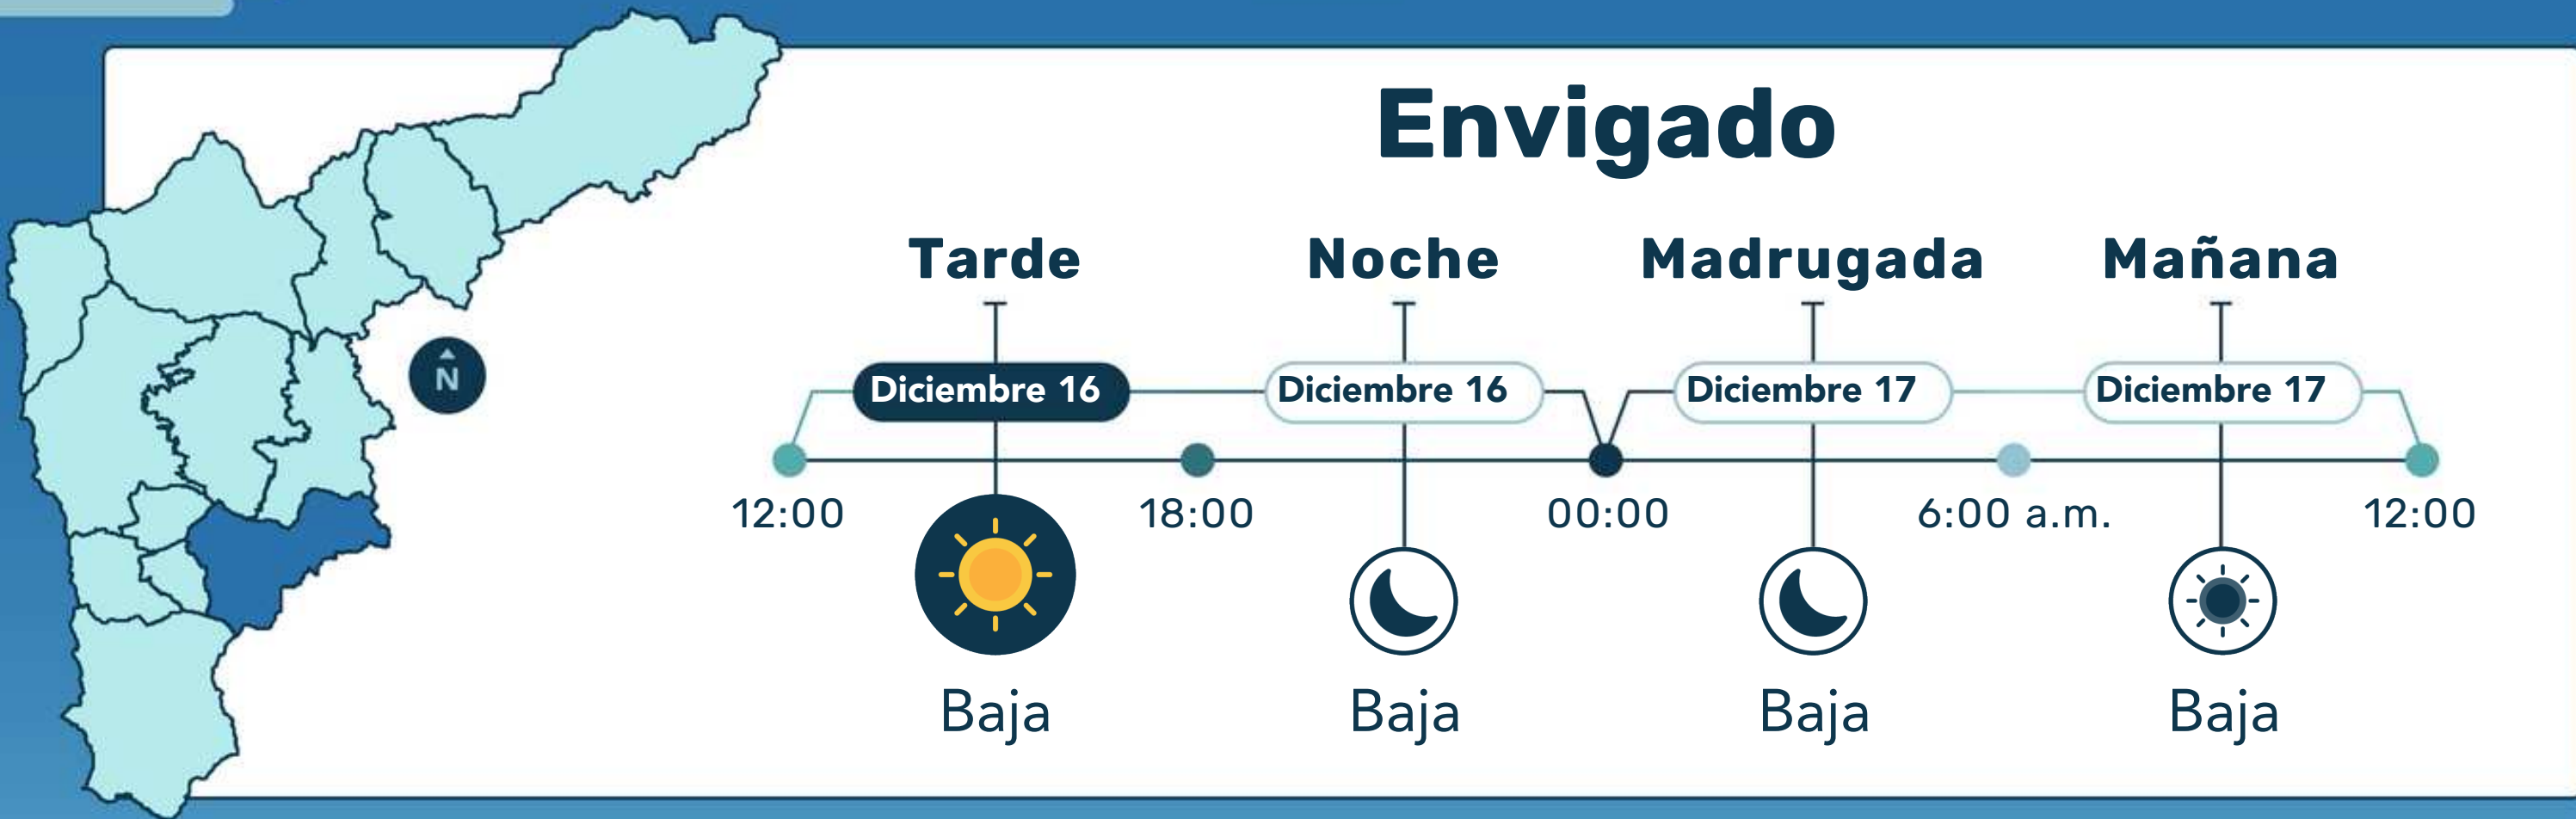 Envigado
Tarde Noche Madrugada Mañana
Diciembre 16 Diciembre 16 Diciembre 17 Diciembre 17
N
12:00 18:00 00:00 6:00 a.m. 12:00
Baja Baja Baja Baja